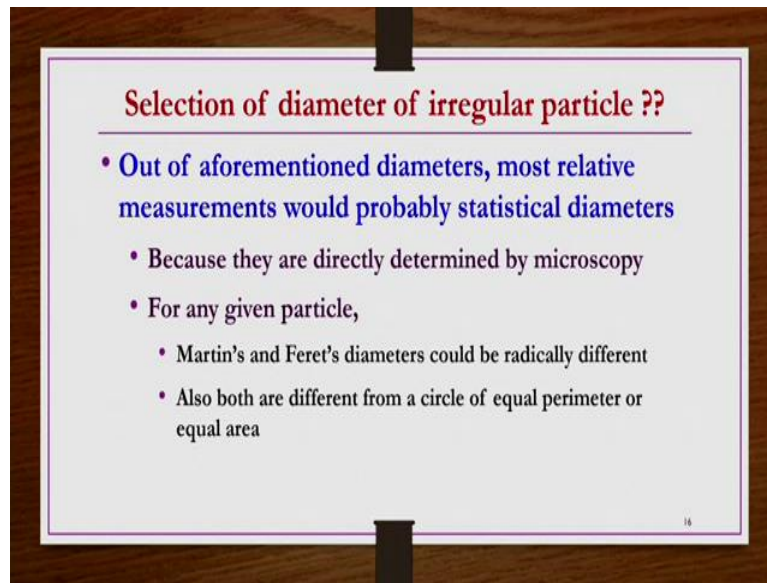 Selection of diameter of irregular particle ??
• Out of aforementioned diameters, most relative
measurements would probably statistical diameters
• Because they are directly determined by microscopy
• For any given particle,
• Martin's and Feret's diameters could be radically different
• Also both are different from a circle of equal perimeter or
equal area
16